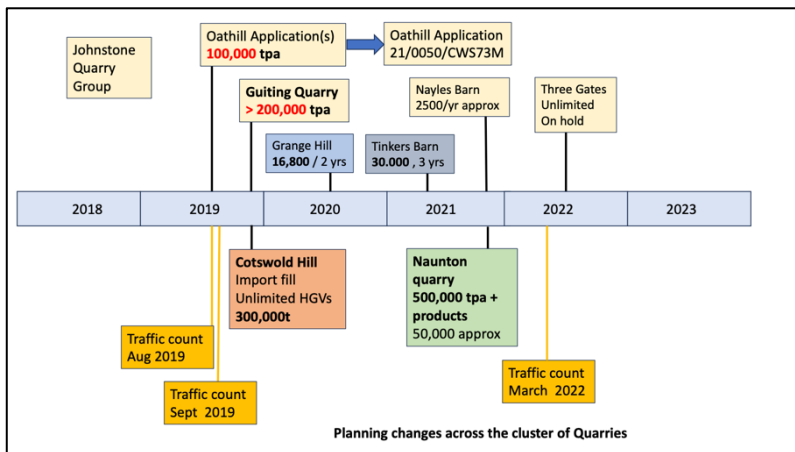 Johnstone
Quarry
Group
Oathill Application(s)
100,000 tpa
Oathill Application
21/0050/CWS73M
Guiting Quarry
> 200,000 tpa
Nayles Barn
2500/yr approx
Three Gates
Unlimited
On hold
Grange Hill
16,800 / 2 yrs
Tinkers Barn
30.000 , 3 yrs
2018
2019
2020
2021
2022
2023
Cotswold Hill
Import fill
Unlimited HGVs
300,000t
Naunton
quarry
500,000 tpa +
products
50,000 approx
Traffic count
Aug 2019
Traffic count
Sept 2019
Traffic count
March 2022
Planning changes across the cluster of Quarries